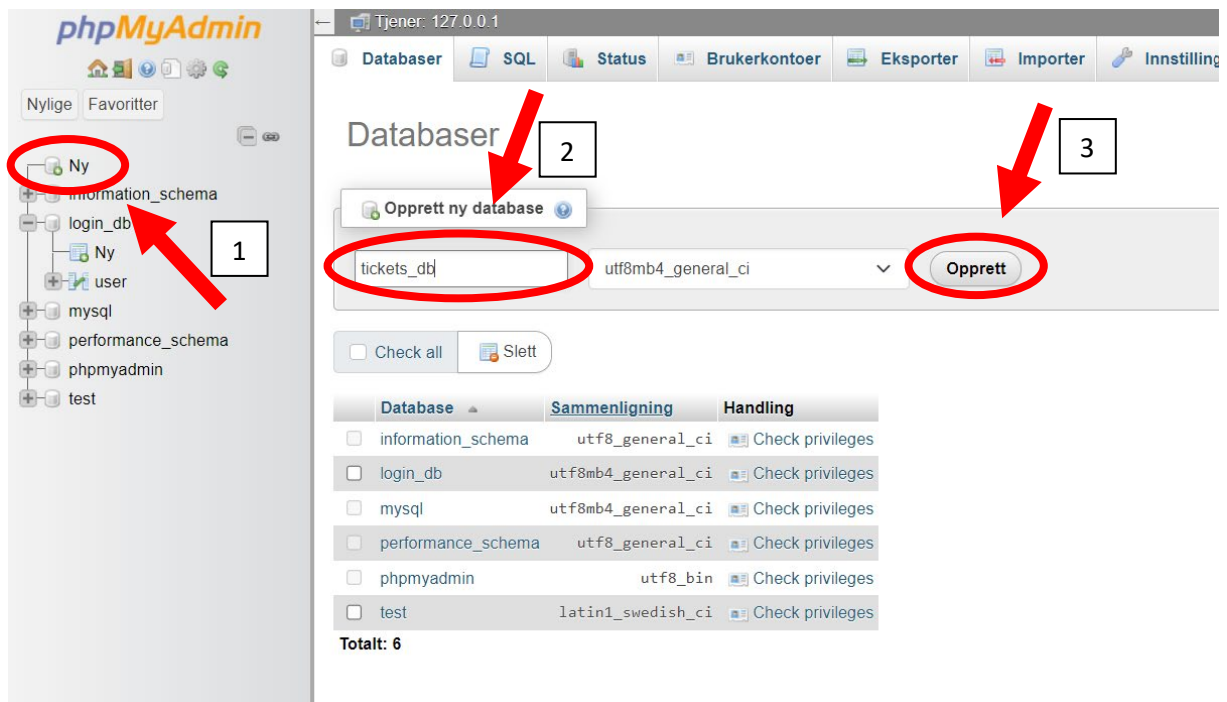 phpMyAdmin
Nylige Favoritter
Ny
information_schema
login_db
Ny
user
mysql
performance_schema
phpmyadmin
test
1
Tjener: 127.0.0.1
Databaser SQL Status Brukerkontoer Eksporter Importer Innstilling
Databaser
2
3
Opprett ny database
tickets_db utf8mb4_general_ci Opprett
Check all Slett
Database Sammenligning Handling
information_schema utf8_general_ci Check privileges
login_db utf8mb4_general_ci Check privileges
mysql utf8mb4_general_ci Check privileges
performance_schema utf8_general_ci Check privileges
phpmyadmin utf8_bin Check privileges
test latin1_swedish_ci Check privileges
Totalt: 6